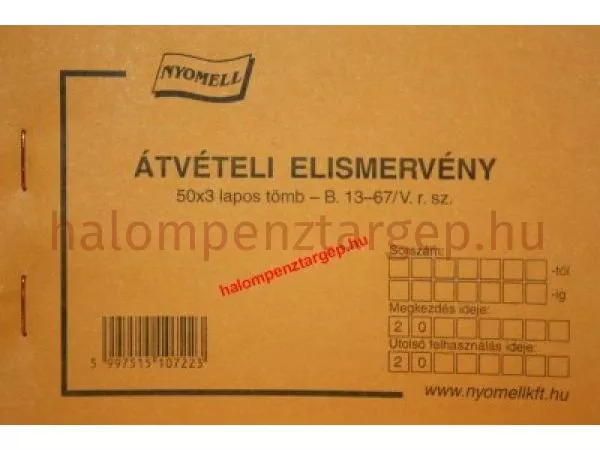 NYOMELL
ÁTVÉTELI ELISMERVÉNY
50x3 lapos tömb – B. 13–67/V. r. sz.
halompenztargep.hu
halompenztargep.hu
Sorszám:
-tól
-ig
Megkezdés ideje:
2 0
Utolsó felhasználás ideje:
2 0
5 997515 107223
www.nyomellkft.hu